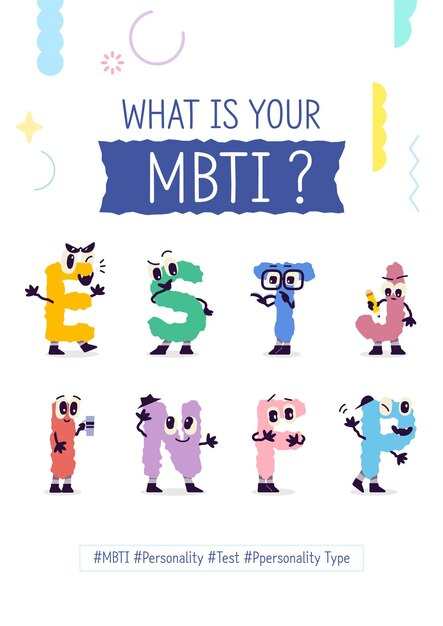 WHAT IS YOUR
MBTI ?
E S T J
I N F P
#MBTI #Personality #Test #Ppersonality Type